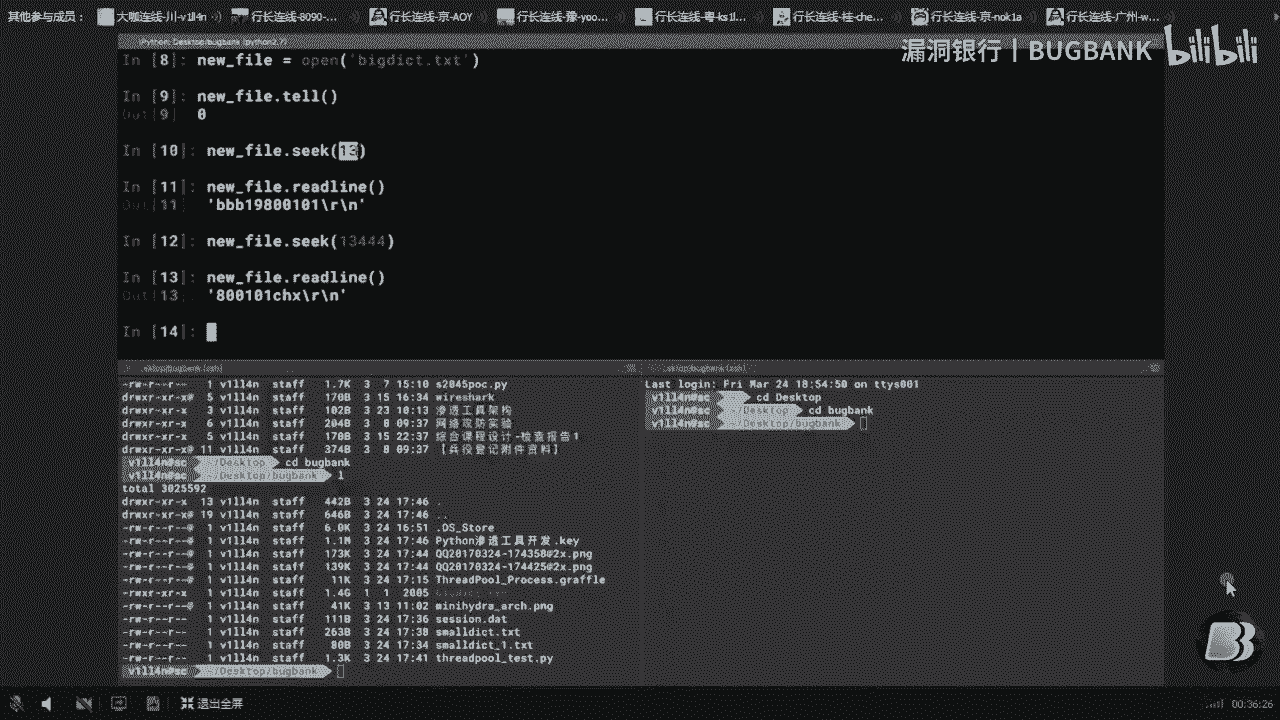 其他参与成员： 大咖连线-川-v1ll4n 行长连线-8090-... 行长连线-京-AOY 行长连线-豫-yoo... 行长连线-粤-ks1l... 行长连线-桂-che... 行长连线-京-nok1a 行长连线-广州-w...
漏洞银行丨BUGBANK bilibili
In [8]: new_file = open('bigdict.txt')
In [9]: new_file.tell()
Out[9] 0
In [10]: new_file.seek(13)
In [11]: new_file.readline()
Out[11] 'bbb19800101\r\n'
In [12]: new_file.seek(13444)
In [13]: new_file.readline()
Out[13] '800101chx\r\n'
In [14]:
-rw-r--r-- 1 v1ll4n staff 1.7K 3 7 15:10 s2045poc.py
drwxr-xr-x@ 5 v1ll4n staff 170B 3 15 16:34 wireshark
drwxr-xr-x 3 v1ll4n staff 102B 3 23 10:13 渗透工具架构
drwxr-xr-x 6 v1ll4n staff 204B 3 8 09:37 网络攻防实验
drwxr-xr-x 5 v1ll4n staff 170B 3 15 22:37 综合课程设计-检查报告1
drwxr-xr-x@ 11 v1ll4n staff 374B 3 8 09:37 【兵役登记附件资料】
v1ll4n@sc ~/Desktop cd bugbank
v1ll4n@sc ~/Desktop/bugbank l
total 3025592
drwxr-xr-x 13 v1ll4n staff 442B 3 24 17:46 .
drwxr-xr-x@ 19 v1ll4n staff 646B 3 24 17:46 ..
-rw-r--r--@ 1 v1ll4n staff 6.0K 3 24 16:51 .DS_Store
-rw-r--r--@ 1 v1ll4n staff 1.1M 3 24 17:46 Python渗透工具开发.key
-rw-r--r--@ 1 v1ll4n staff 173K 3 24 17:44 QQ20170324-174358@2x.png
-rw-r--r--@ 1 v1ll4n staff 139K 3 24 17:44 QQ20170324-174425@2x.png
-rw-r--r--@ 1 v1ll4n staff 11K 3 24 17:15 ThreadPool_Process.graffle
-rwxr-xr-x 1 v1ll4n staff 1.4G 1 1 2005
-rw-r--r--@ 1 v1ll4n staff 41K 3 13 11:02 minihydra_arch.png
-rw-r--r-- 1 v1ll4n staff 111B 3 24 17:36 session.dat
-rw-r--r-- 1 v1ll4n staff 263B 3 24 17:38 smalldict.txt
-rw-r--r-- 1 v1ll4n staff 80B 3 24 17:34 smalldict_1.txt
-rw-r--r-- 1 v1ll4n staff 1.3K 3 24 17:41 threadpool_test.py
v1ll4n@sc ~/Desktop/bugbank
Last login: Fri Mar 24 18:54:50 on ttys001
v1ll4n@sc ~ cd Desktop
v1ll4n@sc ~/Desktop cd bugbank
v1ll4n@sc ~/Desktop/bugbank
退出全屏
00:36:26